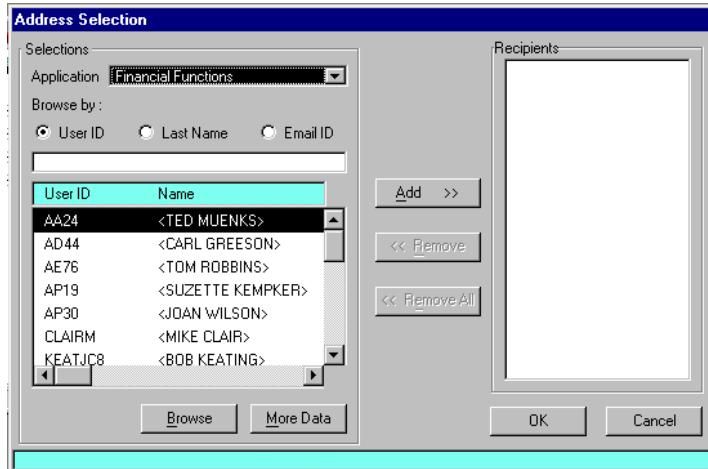 Address Selection
Selections
Recipients
Application Financial Functions
Browse by :
User ID Last Name Email ID
User ID Name
AA24 <TED MUENKS>
AD44 <CARL GREESON>
AE76 <TOM ROBBINS>
AP19 <SUZETTE KEMPKER>
AP30 <JOAN WILSON>
CLAIRM <MIKE CLAIR>
KEATJC8 <BOB KEATING>
Add >>
<< Remove
<< Remove All
Browse More Data
OK Cancel